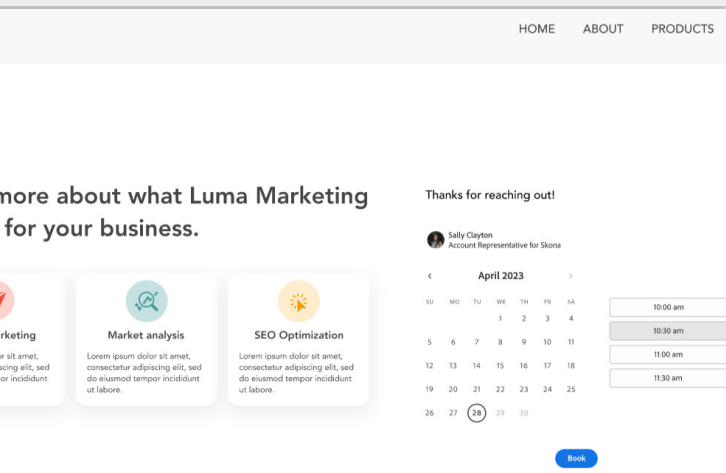 HOME ABOUT PRODUCTS
more about what Luma Marketing
for your business.
Thanks for reaching out!
Sally Clayton
Account Representative for Skona
April 2023
SU MO TU WE TH FR SA
1 2 3 4
5 6 7 8 9 10 11
12 13 14 15 16 17 18
19 20 21 22 23 24 25
26 27 28 29 30
10:00 am
10:30 am
11:00 am
11:30 am
Book
rketing
or sit amet,
scing elit, sed
or incididunt
Market analysis
Lorem ipsum dolor sit amet,
consectetur adipiscing elit, sed
do eiusmod tempor incididunt
ut labore.
SEO Optimization
Lorem ipsum dolor sit amet,
consectetur adipiscing elit, sed
do eiusmod tempor incididunt
ut labore.